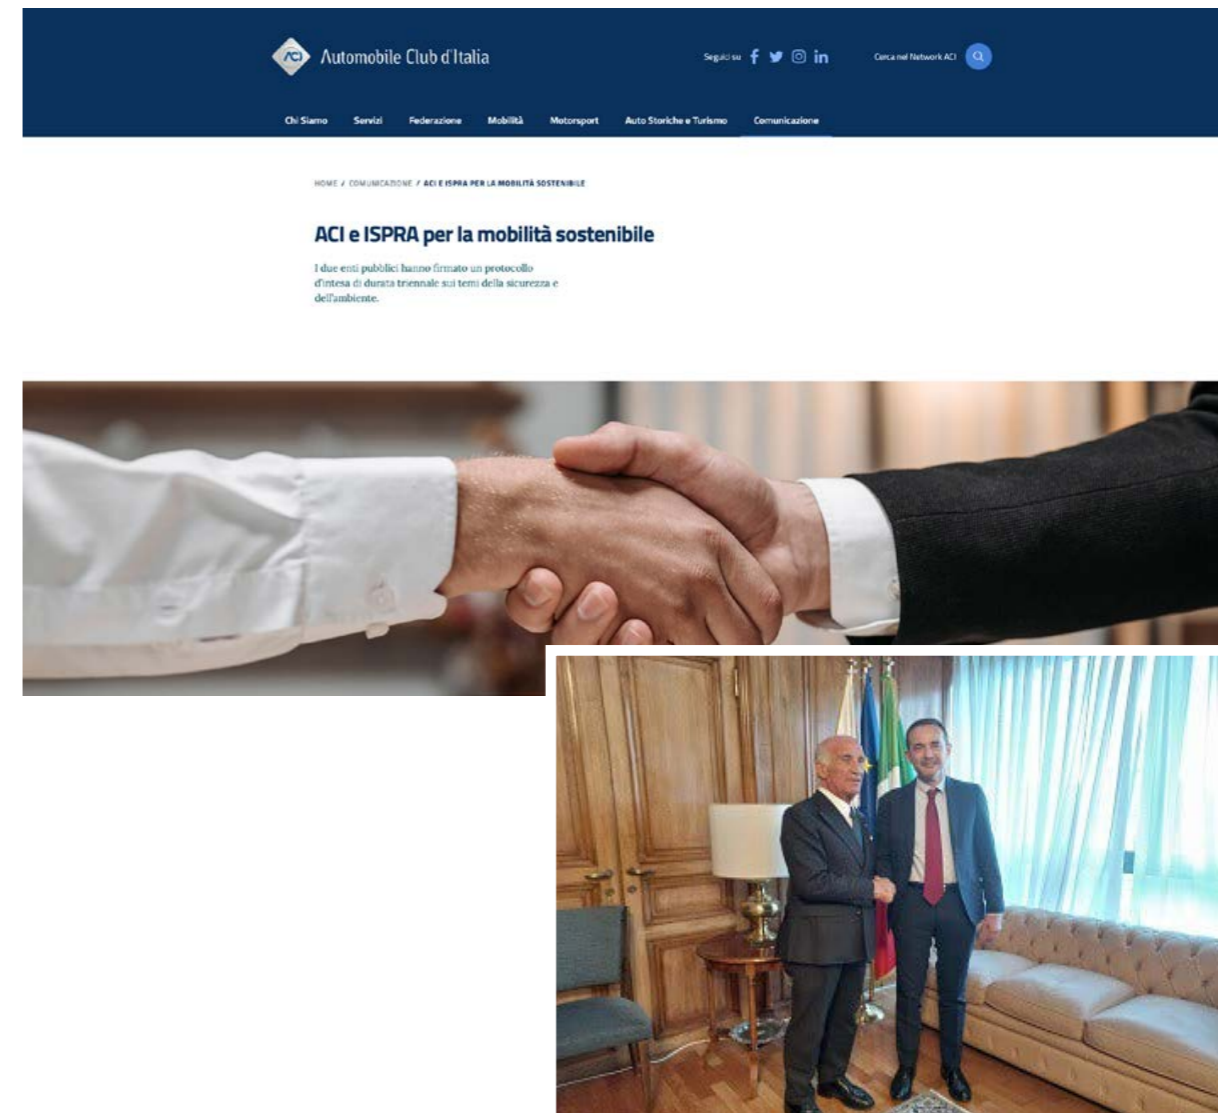 ACI
Automobile Club d'Italia
Seguici su
Cerca nel Network ACI
Chi Siamo Servizi Federazione Mobilità Motorsport Auto Storiche e Turismo Comunicazione
HOME / COMUNICAZIONE / ACI E ISPRA PER LA MOBILITÀ SOSTENIBILE
ACI e ISPRA per la mobilità sostenibile
I due enti pubblici hanno firmato un protocollo
d'intesa di durata triennale sui temi della sicurezza e
dell'ambiente.